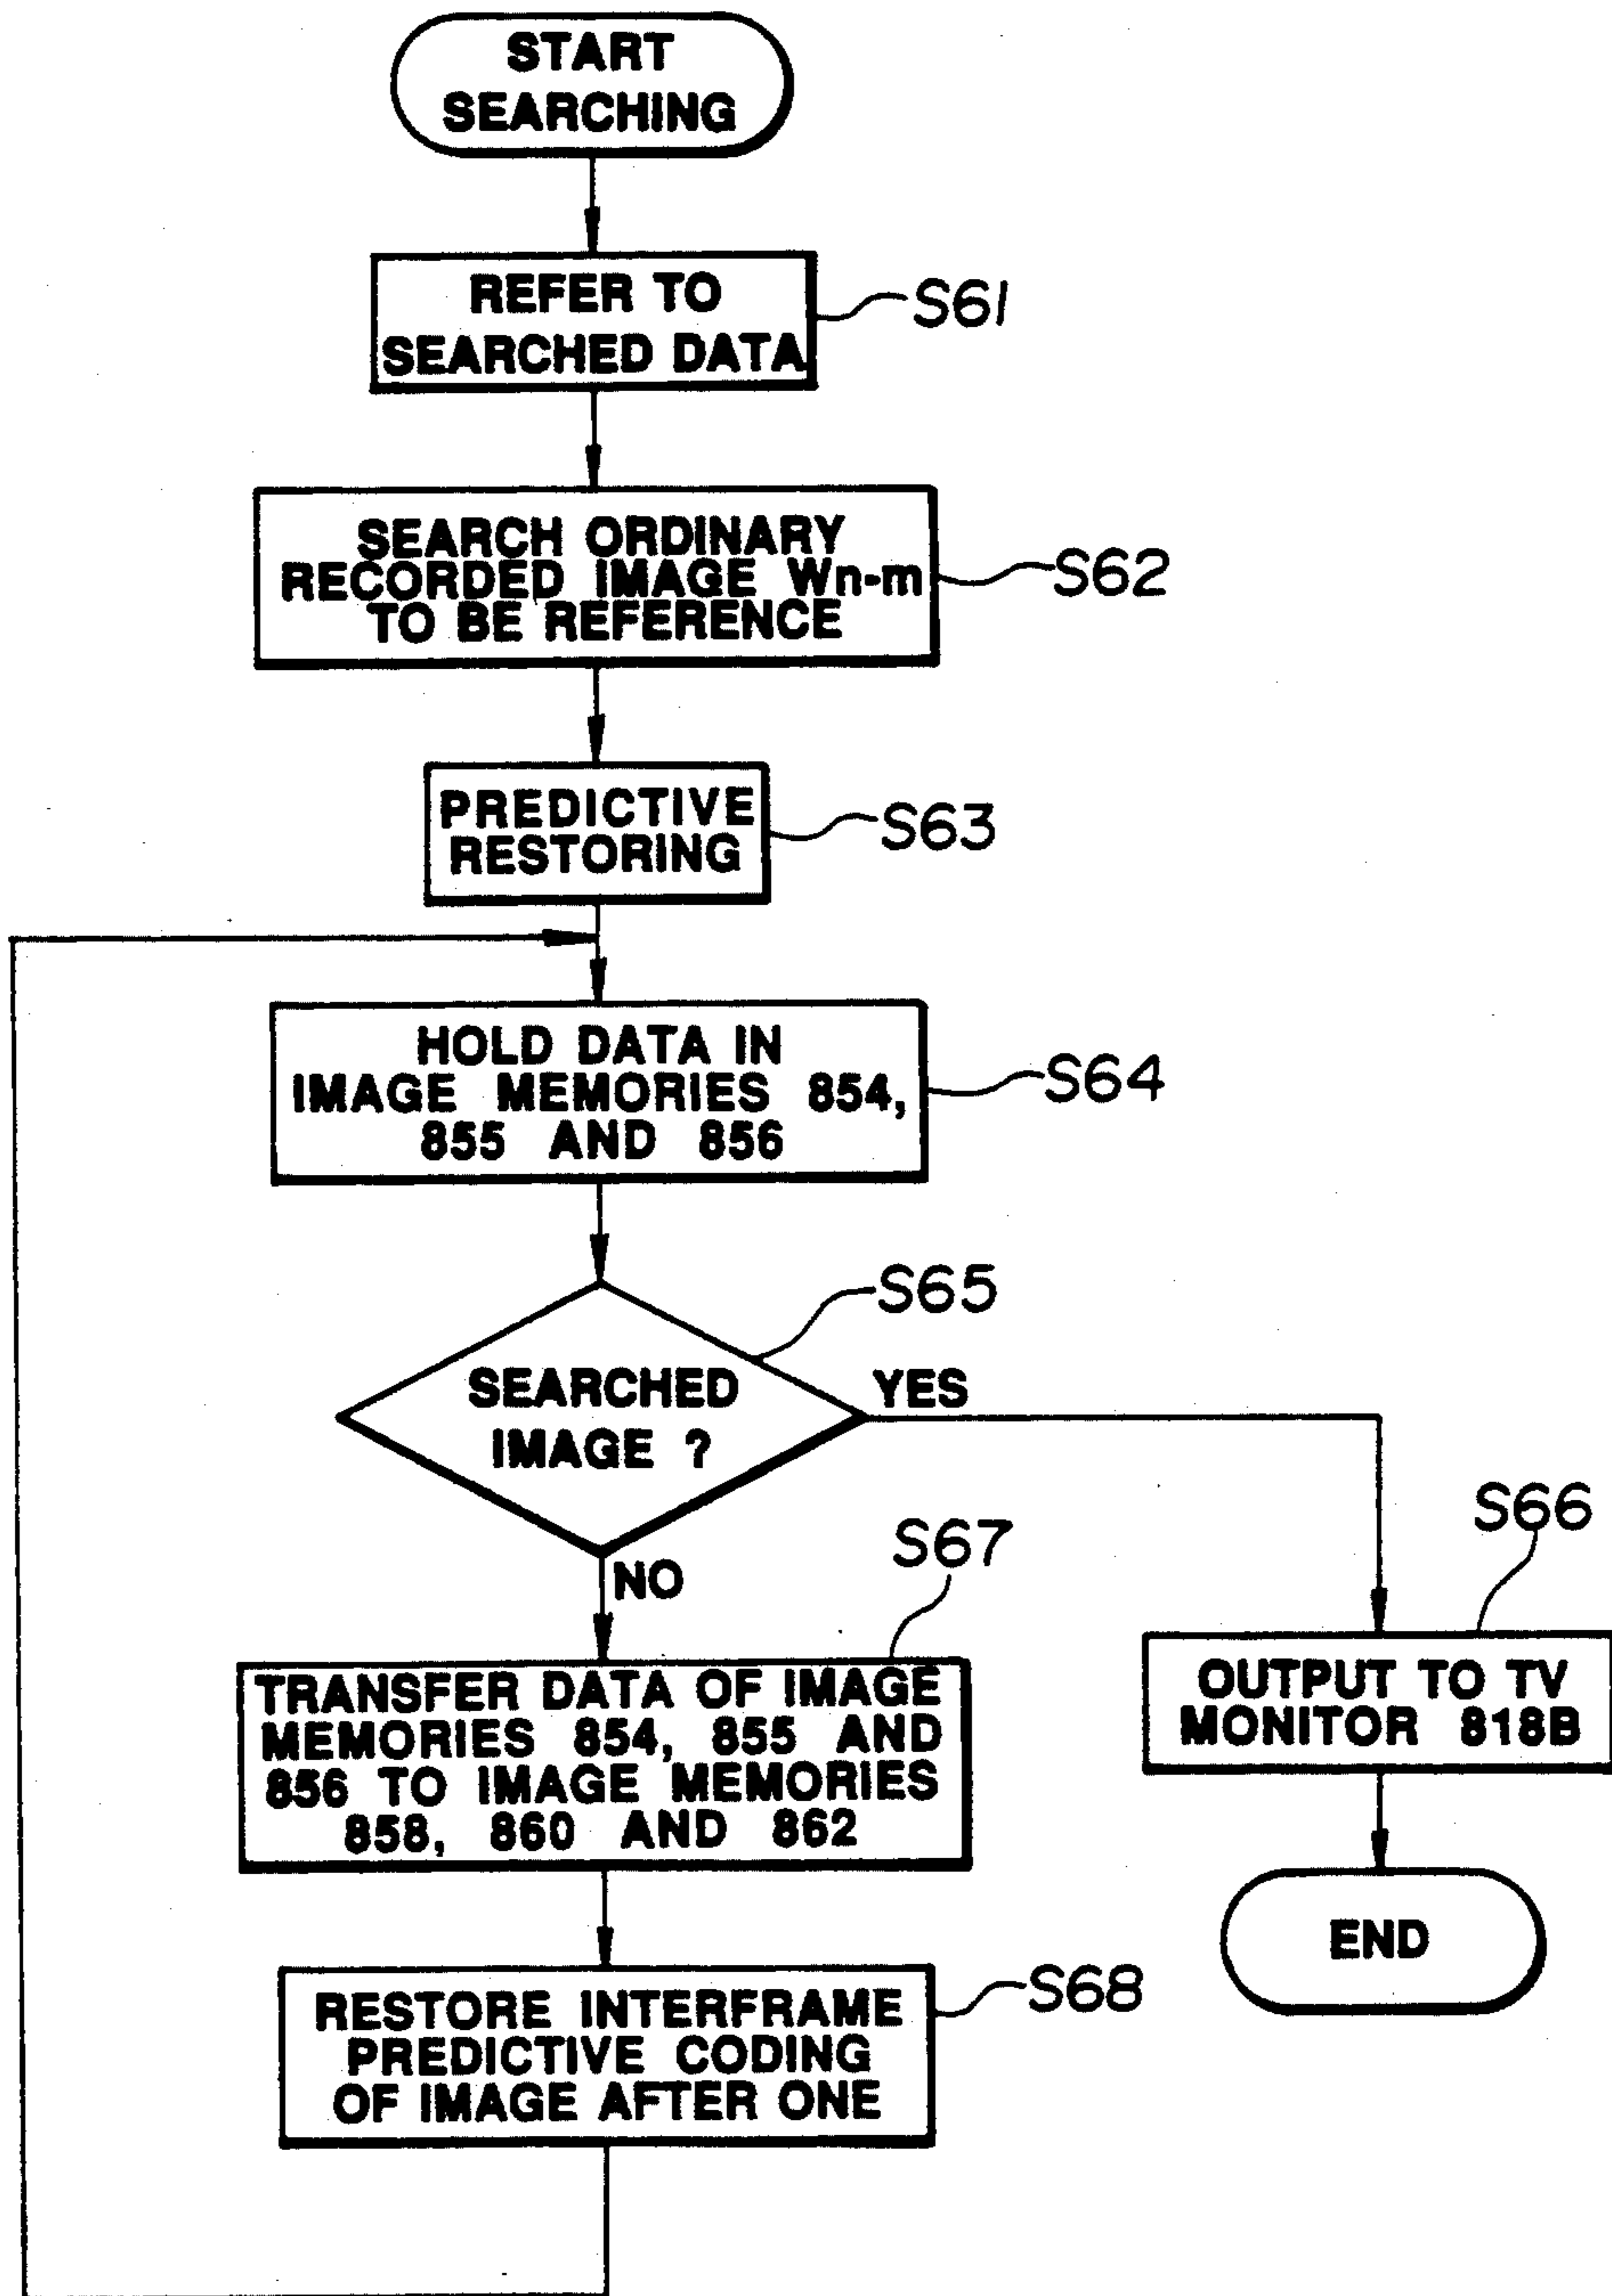 START
SEARCHING
REFER TO
SEARCHED DATA
S61
SEARCH ORDINARY
RECORDED IMAGE Wn-m
TO BE REFERENCE
S62
PREDICTIVE
RESTORING
S63
HOLD DATA IN
IMAGE MEMORIES 854,
855 AND 856
S64
SEARCHED
IMAGE ?
S65
YES
NO
S66
OUTPUT TO TV
MONITOR 818B
END
S67
TRANSFER DATA OF IMAGE
MEMORIES 854, 855 AND
856 TO IMAGE MEMORIES
858, 860 AND 862
RESTORE INTERFRAME
PREDICTIVE CODING
OF IMAGE AFTER ONE
S68